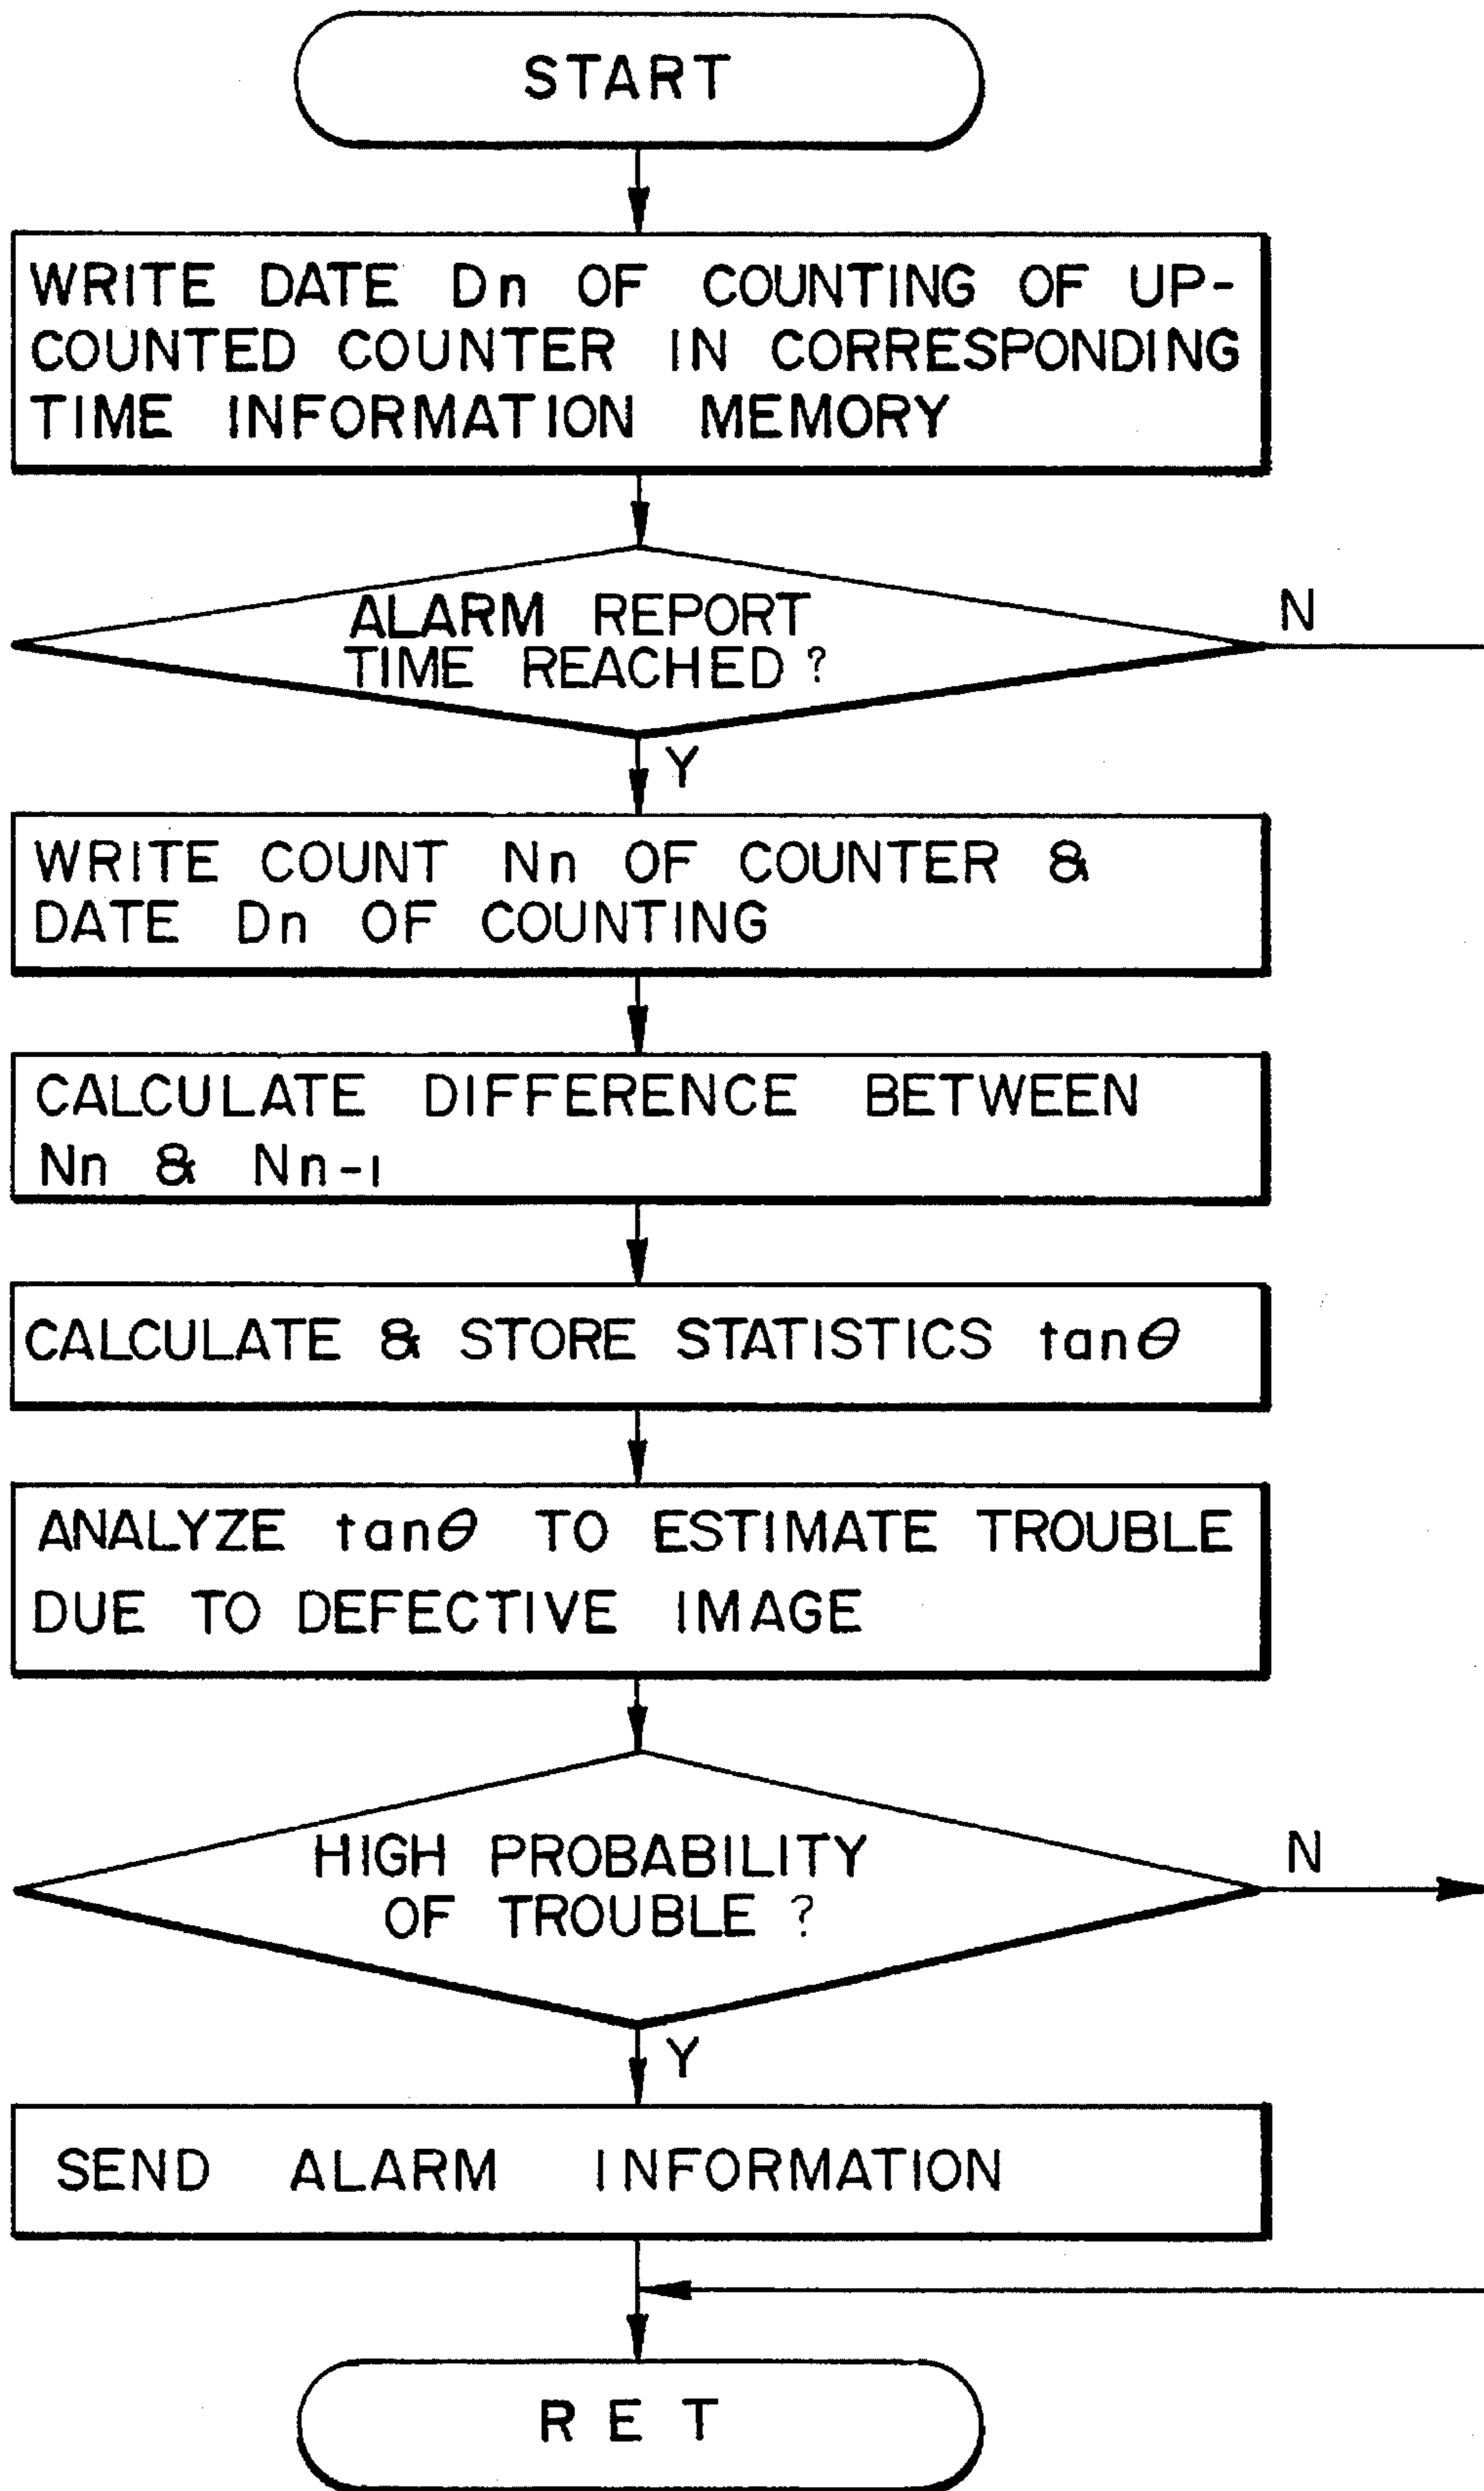 START
WRITE DATE Dn OF COUNTING OF UP-
COUNTED COUNTER IN CORRESPONDING
TIME INFORMATION MEMORY
ALARM REPORT
TIME REACHED ?
N
Y
WRITE COUNT Nn OF COUNTER &
DATE Dn OF COUNTING
CALCULATE DIFFERENCE BETWEEN
Nn & Nn-1
CALCULATE & STORE STATISTICS tanθ
ANALYZE tanθ TO ESTIMATE TROUBLE
DUE TO DEFECTIVE IMAGE
HIGH PROBABILITY
OF TROUBLE ?
N
Y
SEND ALARM INFORMATION
RET